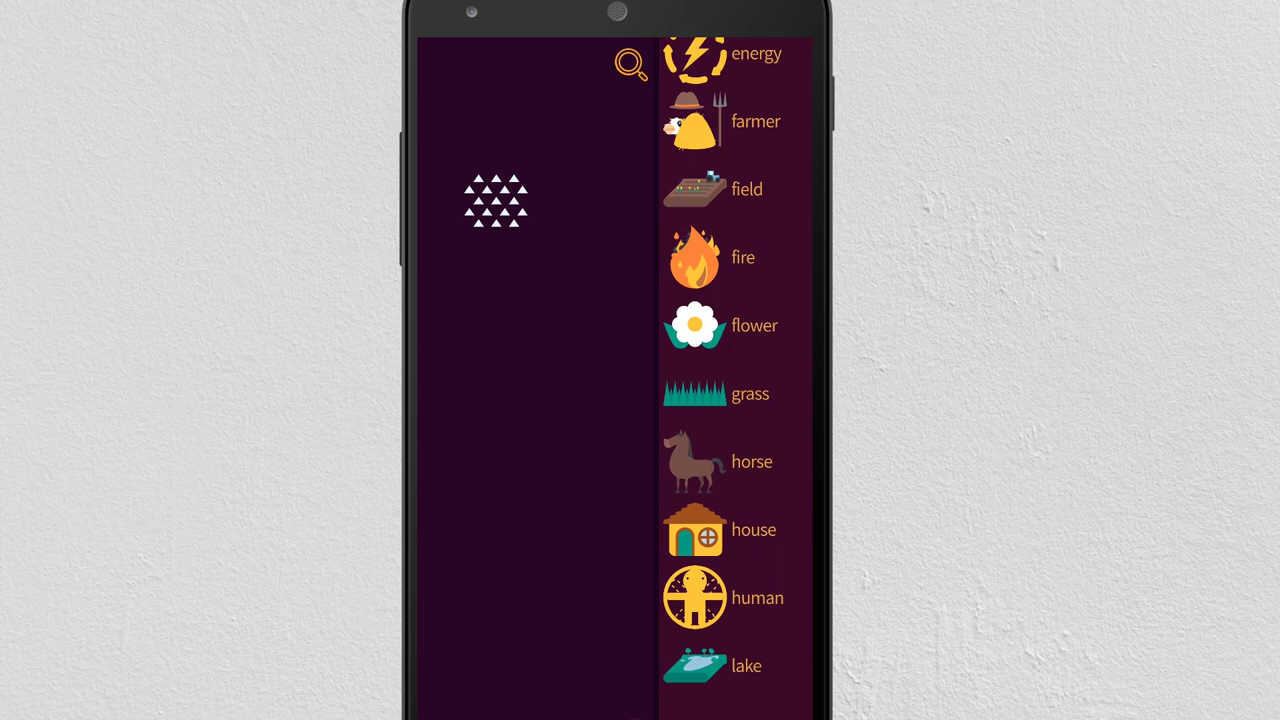 energy
farmer
field
fire
flower
grass
horse
house
human
lake